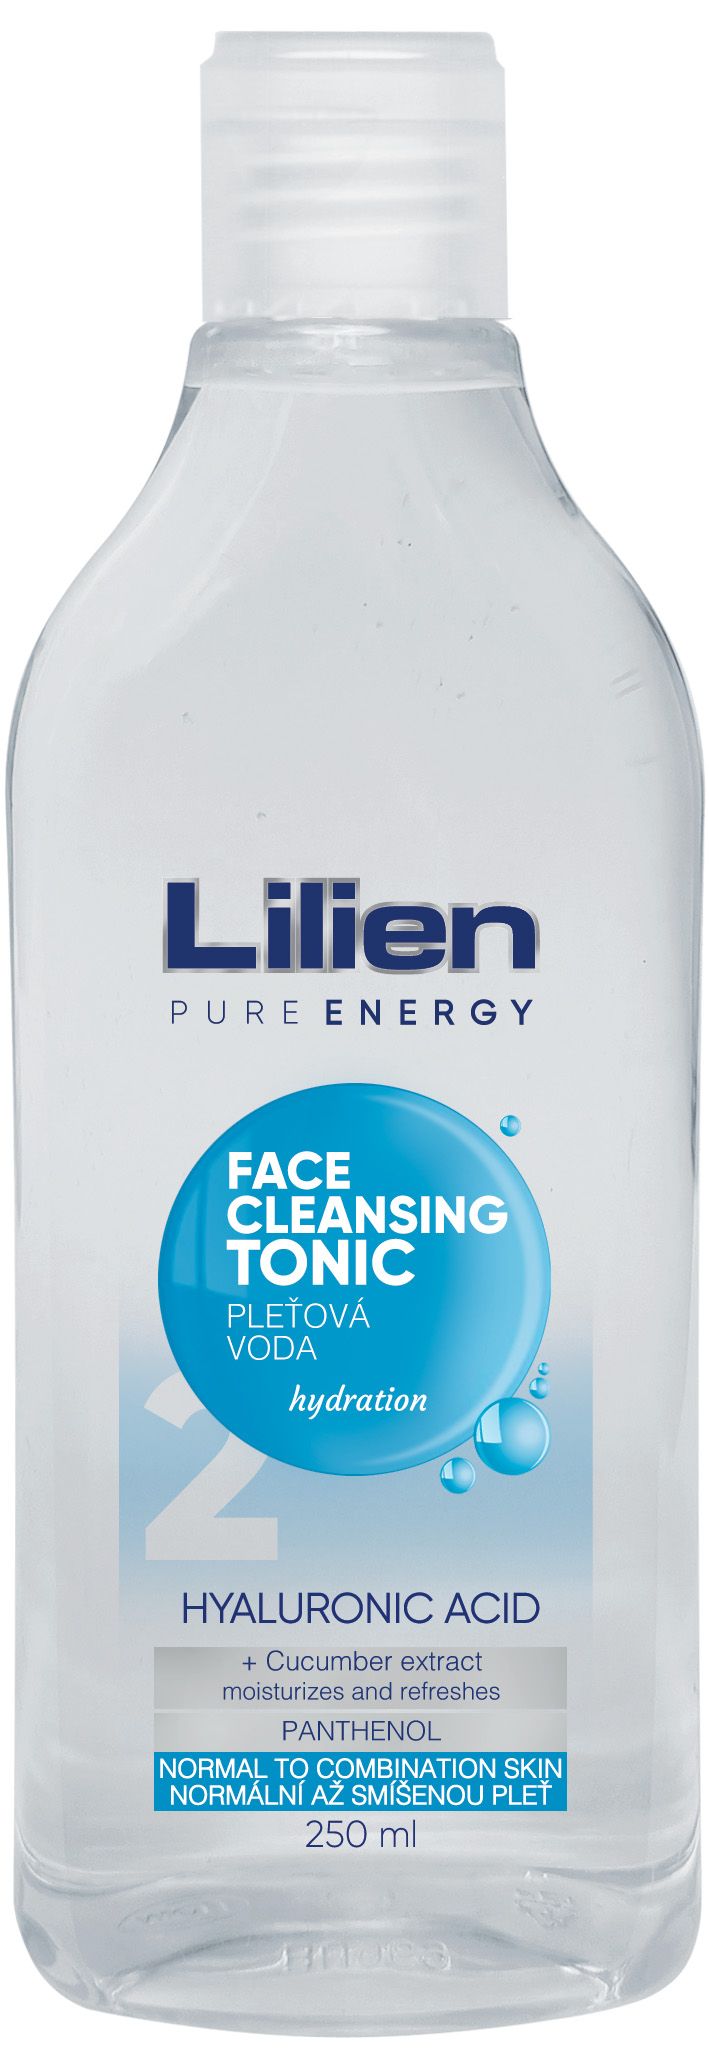 Lilien
PURE ENERGY
FACE
CLEANSING
TONIC
PLEŤOVÁ
VODA
hydration
2
HYALURONIC ACID
+ Cucumber extract
moisturizes and refreshes
PANTHENOL
NORMAL TO COMBINATION SKIN
NORMÁLNÍ AŽ SMÍŠENOU PLEŤ
250 ml